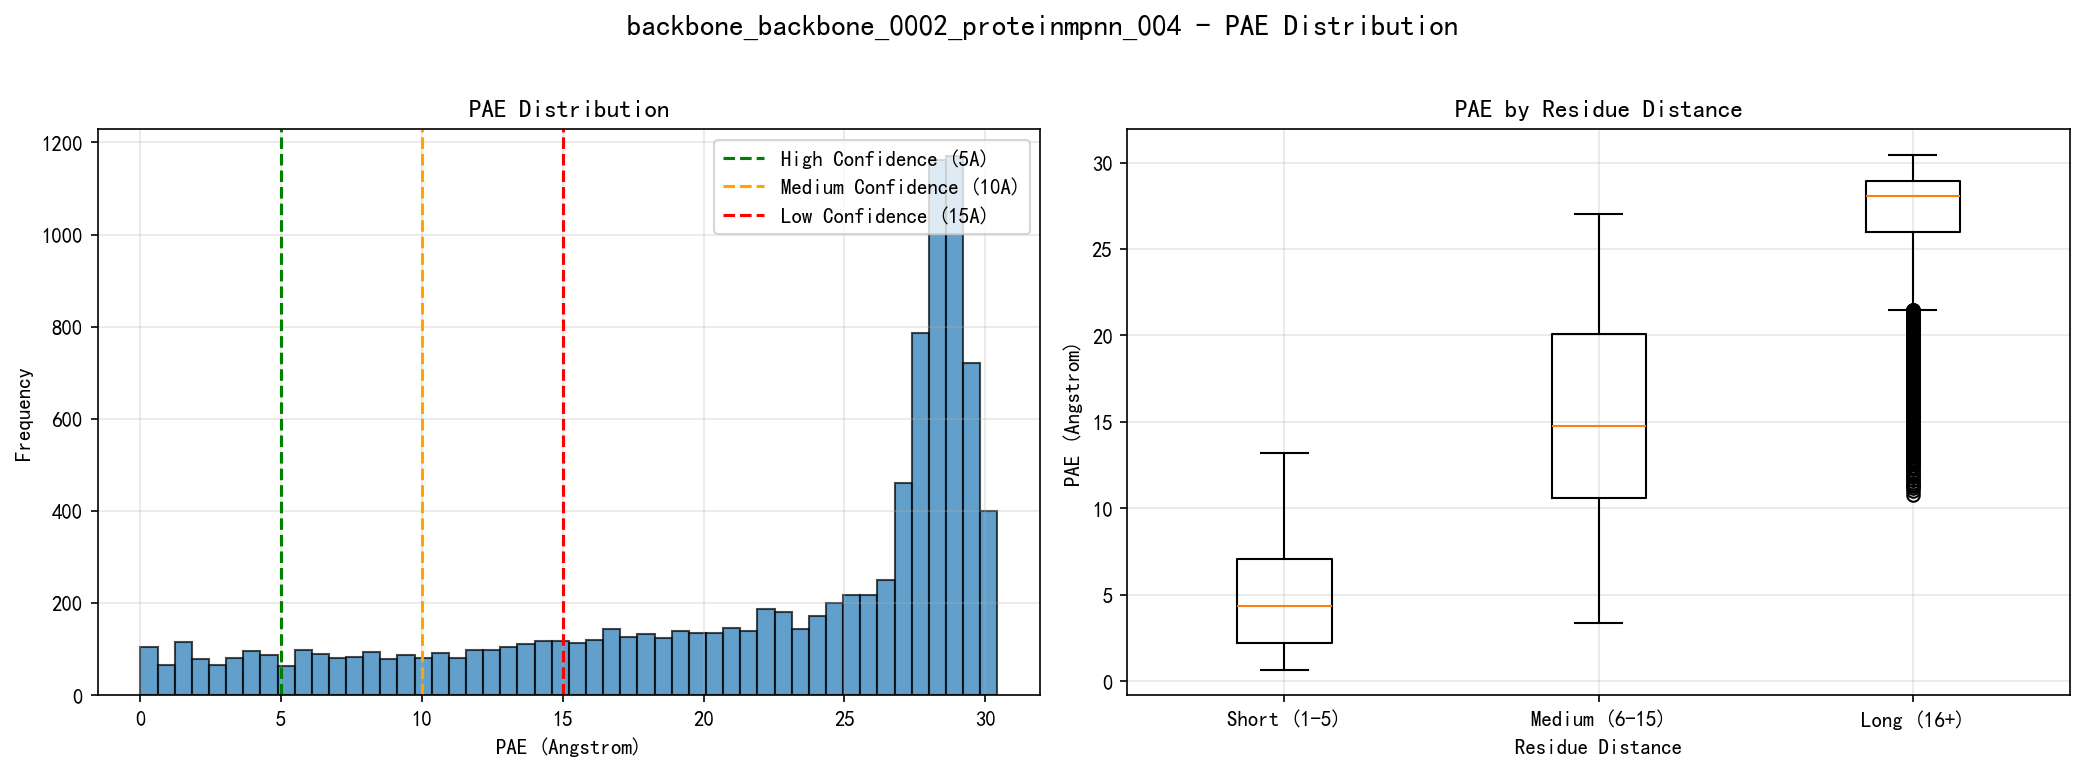 backbone_backbone_0002_proteinmpnn_004 - PAE Distribution
PAE Distribution
1200
1000
800
600
400
200
0
Frequency
High Confidence (5A)
Medium Confidence (10A)
Low Confidence (15A)
0 5 10 15 20 25 30
PAE (Angstrom)
PAE by Residue Distance
30
25
20
15
10
5
0
PAE (Angstrom)
Short (1-5) Medium (6-15) Long (16+)
Residue Distance